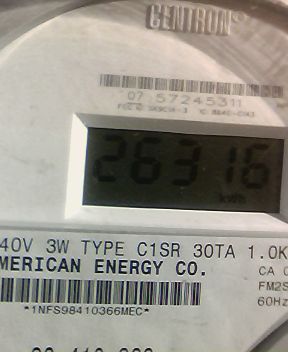 CENTRON®
07 57245311
26316
kWh
40V 3W TYPE C1SR 30TA 1.0K
MERICAN ENERGY CO.
CA 0
FM2S
60Hz
*1NFS98410366MEC*